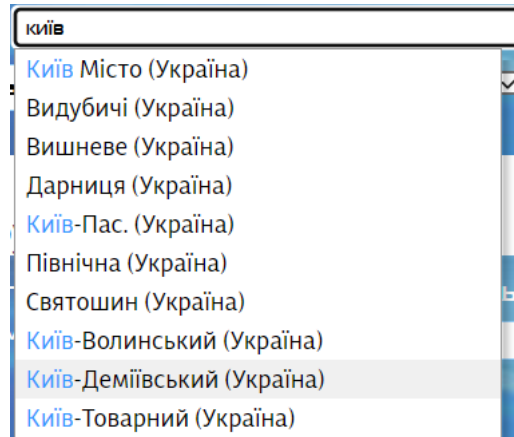 київ
Київ Місто (Україна)
Видубичі (Україна)
Вишневе (Україна)
Дарниця (Україна)
Київ-Пас. (Україна)
Північна (Україна)
Святошин (Україна)
Київ-Волинський (Україна)
Київ-Деміївський (Україна)
Київ-Товарний (Україна)